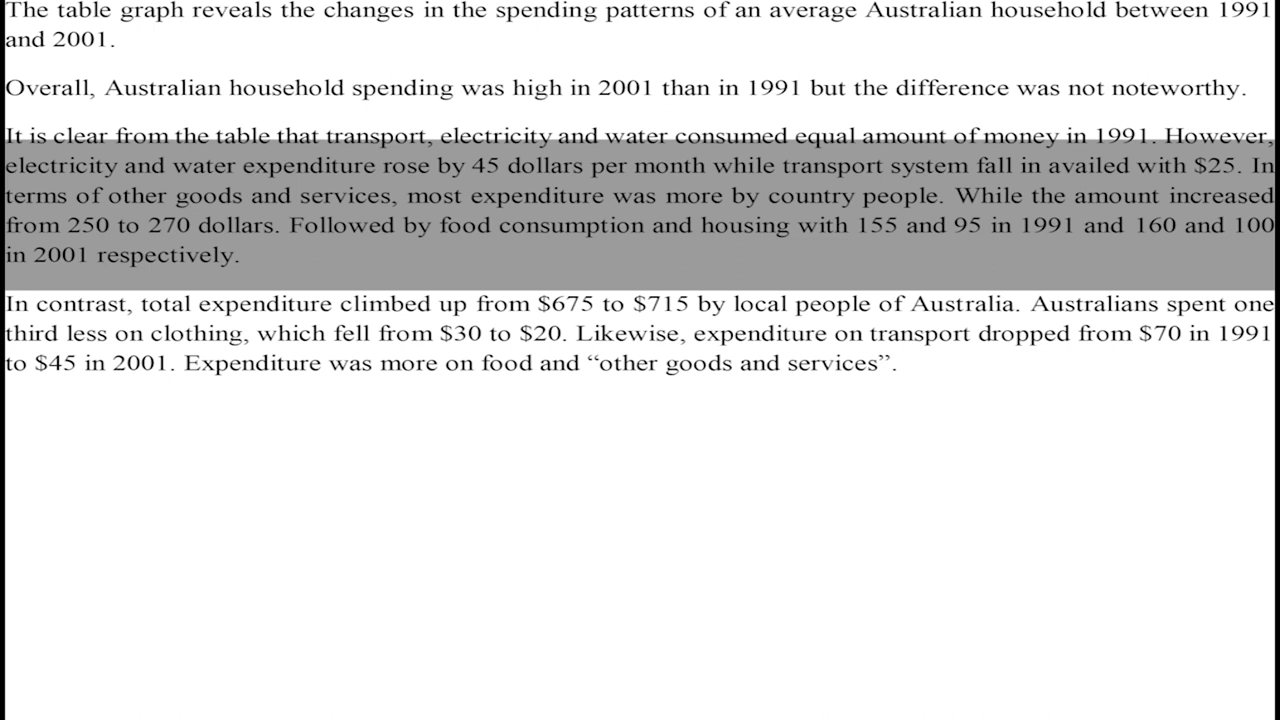 The table graph reveals the changes in the spending patterns of an average Australian household between 1991
and 2001.
Overall, Australian household spending was high in 2001 than in 1991 but the difference was not noteworthy.
It is clear from the table that transport, electricity and water consumed equal amount of money in 1991. However,
electricity and water expenditure rose by 45 dollars per month while transport system fall in availed with $25. In
terms of other goods and services, most expenditure was more by country people. While the amount increased
from 250 to 270 dollars. Followed by food consumption and housing with 155 and 95 in 1991 and 160 and 100
in 2001 respectively.
In contrast, total expenditure climbed up from $675 to $715 by local people of Australia. Australians spent one
third less on clothing, which fell from $30 to $20. Likewise, expenditure on transport dropped from $70 in 1991
to $45 in 2001. Expenditure was more on food and “other goods and services”.